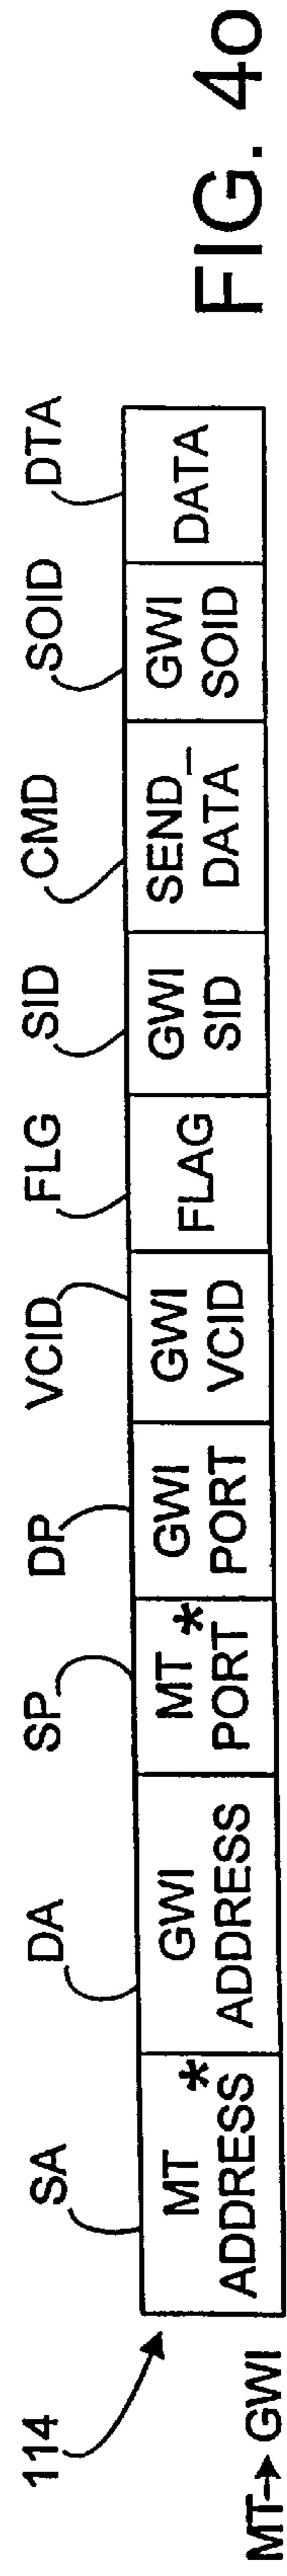 114
SA
DA
SP
DP
VCID
FLG
SID
CMD
SOID
DTA
MT *
ADDRESS
GWI
ADDRESS
MT *
PORT
GWI
PORT
GWI
VCID
FLAG
GWI
SID
SEND_
DATA
GWI
SOID
DATA
MT→GWI
FIG. 4o